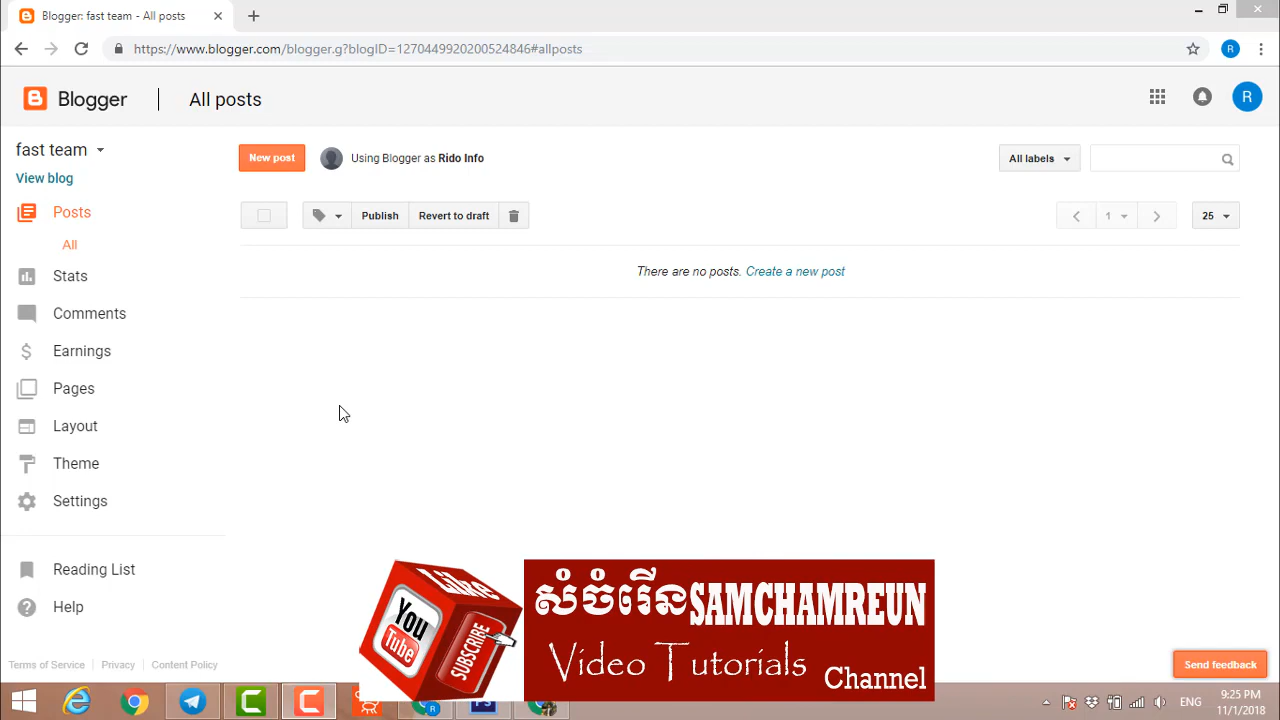 Blogger: fast team - All posts
https://www.blogger.com/blogger.g?blogID=1270449920200524846#allposts
R
Blogger
All posts
R
fast team
View blog
New post
Using Blogger as Rido Info
All labels
Posts
All
Publish
Revert to draft
1
25
There are no posts. Create a new post
Stats
Comments
Earnings
Pages
Layout
Theme
Settings
Reading List
Help
Terms of Service
Privacy
Content Policy
Like
You
Tube
SUBSCRIBE
សំចំរើនSAMCHAMREUN
Video Tutorials
Channel
Send feedback
R
PS
ENG
9:25 PM
11/1/2018